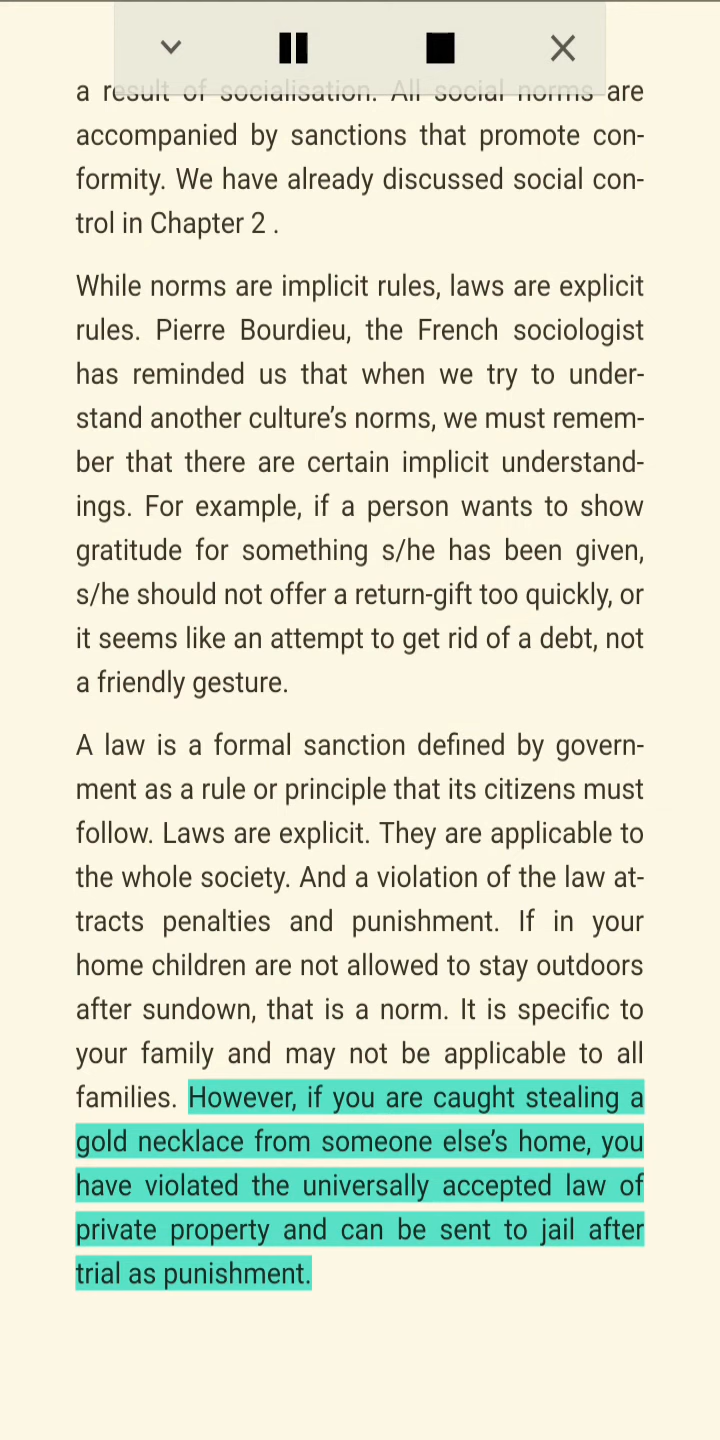 a result of socialisation. All social norms are
accompanied by sanctions that promote con-
formity. We have already discussed social con-
trol in Chapter 2 .
While norms are implicit rules, laws are explicit
rules. Pierre Bourdieu, the French sociologist
has reminded us that when we try to under-
stand another culture’s norms, we must remem-
ber that there are certain implicit understand-
ings. For example, if a person wants to show
gratitude for something s/he has been given,
s/he should not offer a return-gift too quickly, or
it seems like an attempt to get rid of a debt, not
a friendly gesture.
A law is a formal sanction defined by govern-
ment as a rule or principle that its citizens must
follow. Laws are explicit. They are applicable to
the whole society. And a violation of the law at-
tracts penalties and punishment. If in your
home children are not allowed to stay outdoors
after sundown, that is a norm. It is specific to
your family and may not be applicable to all
families. However, if you are caught stealing a
gold necklace from someone else’s home, you
have violated the universally accepted law of
private property and can be sent to jail after
trial as punishment.